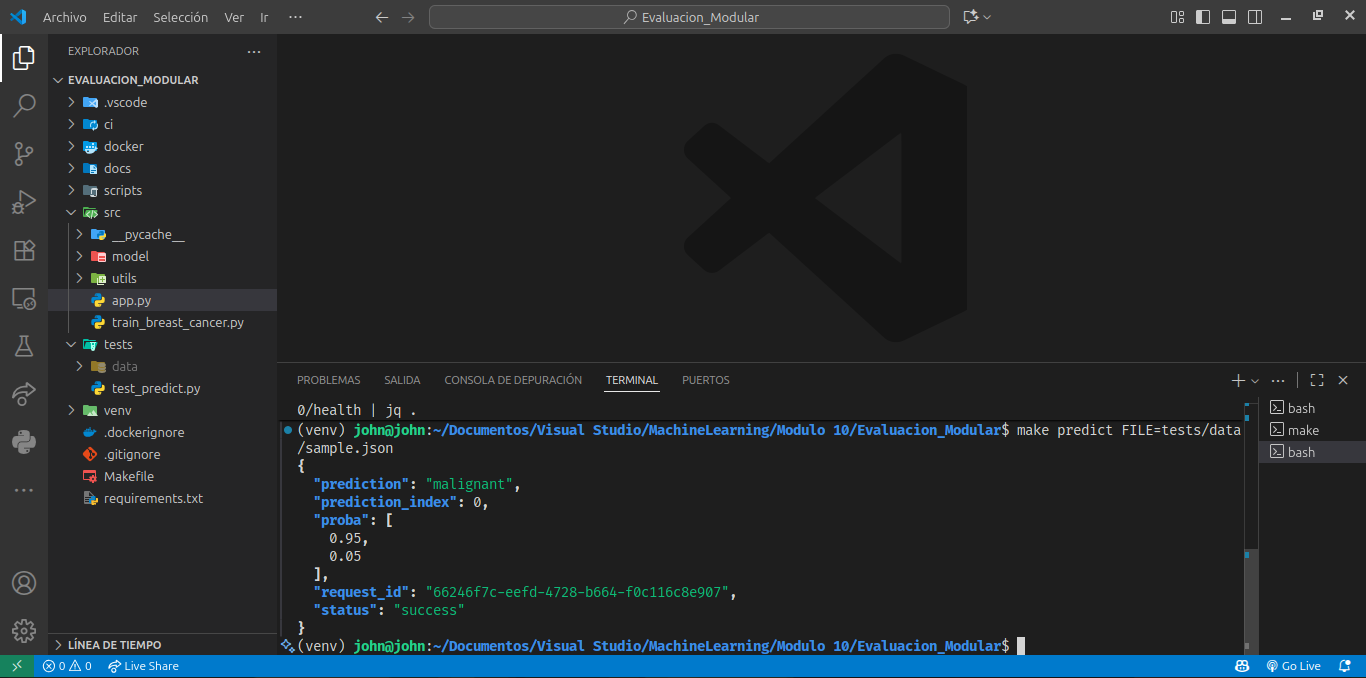 Archivo Editar Selección Ver Ir ··· Evaluacion_Modular
EXPLORADOR ···
EVALUACION_MODULAR
.vscode
ci
docker
docs
scripts
src
__pycache__
model
utils
app.py
train_breast_cancer.py
tests
data
test_predict.py
venv
.dockerignore
.gitignore
Makefile
requirements.txt
LÍNEA DE TIEMPO
PROBLEMAS SALIDA CONSOLA DE DEPURACIÓN TERMINAL PUERTOS
0/health | jq .
(venv) john@john:~/Documentos/Visual Studio/MachineLearning/Modulo 10/Evaluacion_Modular$ make predict FILE=tests/data
/sample.json
{
"prediction": "malignant",
"prediction_index": 0,
"proba": [
0.95,
0.05
],
"request_id": "66246f7c-eefd-4728-b664-f0c116c8e907",
"status": "success"
}
(venv) john@john:~/Documentos/Visual Studio/MachineLearning/Modulo 10/Evaluacion_Modular$
bash
make
bash
0 0 Live Share Go Live